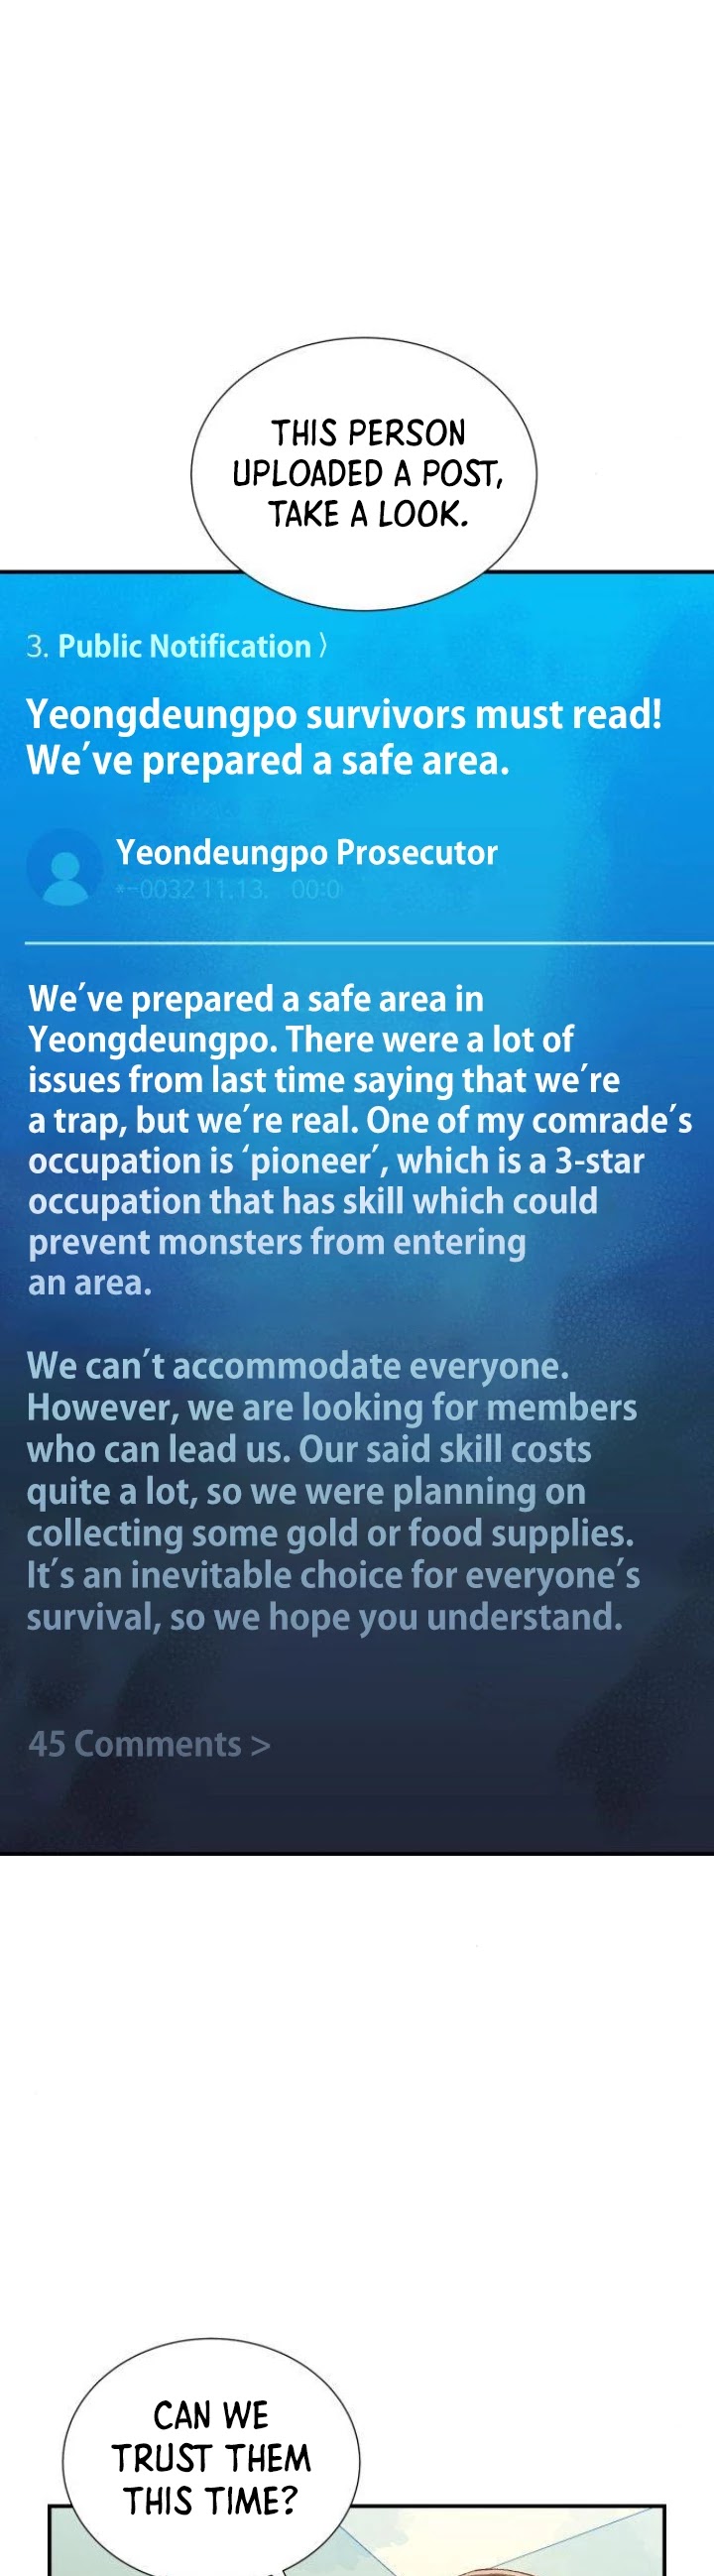 THIS PERSON
UPLOADED A POST,
TAKE A LOOK.
3. Public Notification 〉
Yeongdeungpo survivors must read!
We´ve prepared a safe area.
Yeondeungpo Prosecutor
0032 11.13. 00:0
We´ve prepared a safe area in
Yeongdeungpo. There were a lot of
issues from last time saying that we´re
a trap, but we´re real. One of my comrade´s
occupation is ‘pioneer’, which is a 3-star
occupation that has skill which could
prevent monsters from entering
an area.
We can´t accommodate everyone.
However, we are looking for members
who can lead us. Our said skill costs
quite a lot, so we were planning on
collecting some gold or food supplies.
It´s an inevitable choice for everyone´s
survival, so we hope you understand.
45 Comments >
CAN WE
TRUST THEM
THIS TIME?